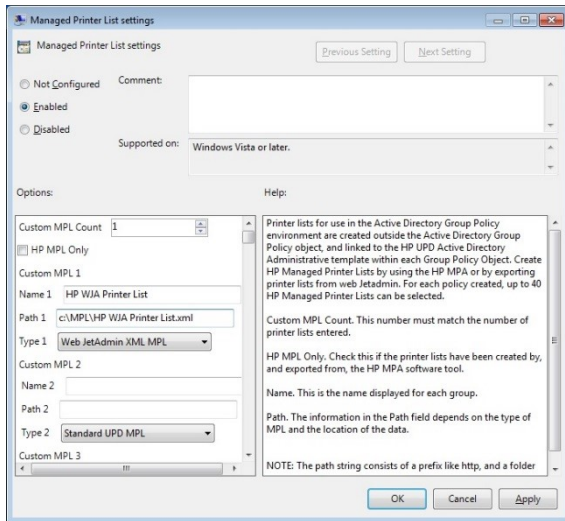 Managed Printer List settings
Managed Printer List settings
Previous Setting
Next Setting
Not Configured
Comment:
Enabled
Disabled
Supported on:
Windows Vista or later.
Options:
Help:
Custom MPL Count 1
HP MPL Only
Custom MPL 1
Name 1 HP WJA Printer List
Path 1 c:\MPL\HP WJA Printer List.xml
Type 1 Web JetAdmin XML MPL
Custom MPL 2
Name 2
Path 2
Type 2 Standard UPD MPL
Custom MPL 3
Printer lists for use in the Active Directory Group Policy
environment are created outside the Active Directory Group
Policy object, and linked to the HP UPD Active Directory
Administrative template within each Group Policy Object. Create
HP Managed Printer Lists by using the HP MPA or by exporting
printer lists from web Jetadmin. For each policy created, up to 40
HP Managed Printer Lists can be selected.
Custom MPL Count. This number must match the number of
printer lists entered.
HP MPL Only. Check this if the printer lists have been created by,
and exported from, the HP MPA software tool.
Name. This is the name displayed for each group.
Path. The information in the Path field depends on the type of
MPL and the location of the data.
NOTE: The path string consists of a prefix like http, and a folder
OK
Cancel
Apply